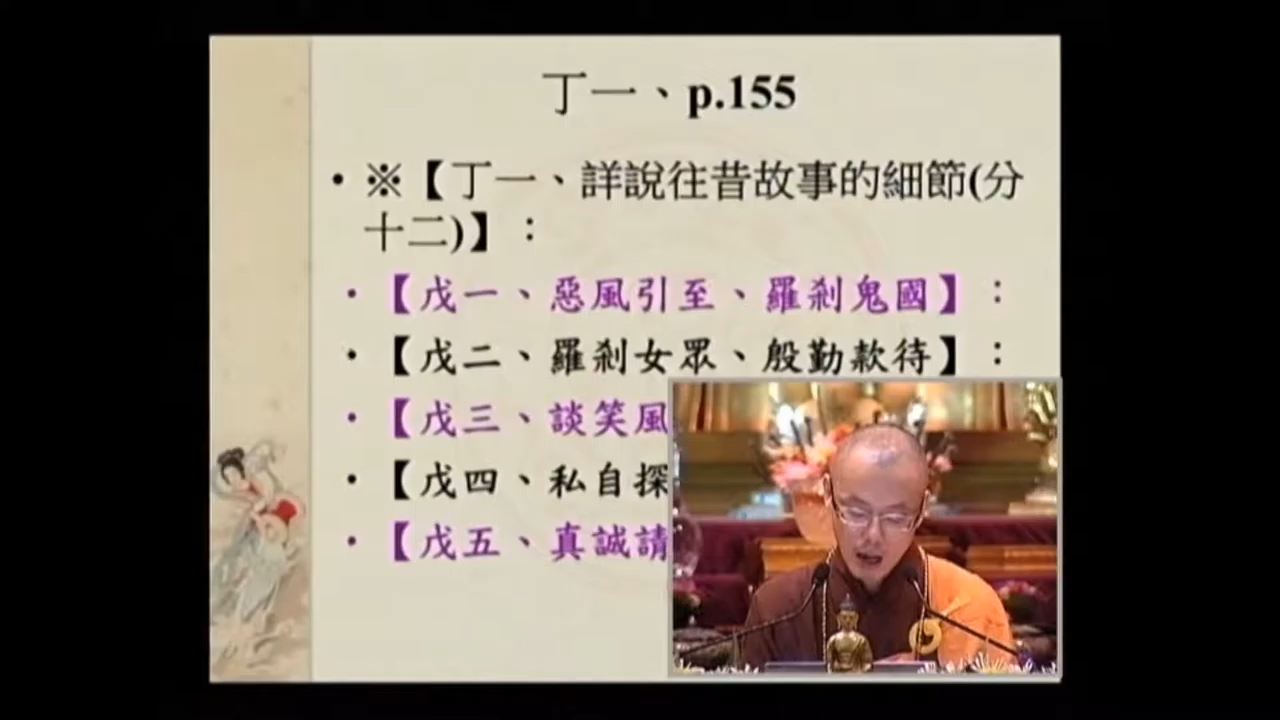 丁一、p.155
• ※【丁一、詳說往昔故事的細節(分
十二)】：
• 【戊一、惡風引至、羅剎鬼國】：
• 【戊二、羅剎女眾、殷勤款待】：
• 【戊三、談笑風
• 【戊四、私自探
• 【戊五、真誠請